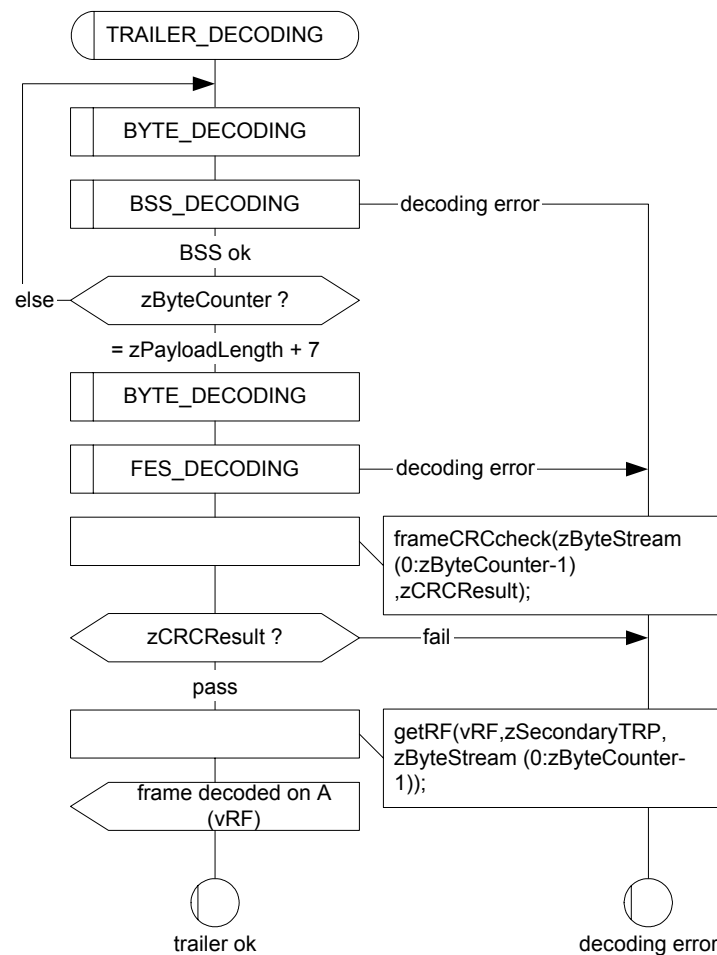 TRAILER_DECODING
BYTE_DECODING
BSS_DECODING
decoding error
BSS ok
else
zByteCounter ?
= zPayloadLength + 7
BYTE_DECODING
FES_DECODING
decoding error
frameCRCcheck(zByteStream
(0:zByteCounter-1)
,zCRCResult);
zCRCResult ?
fail
pass
getRF(vRF,zSecondaryTRP,
zByteStream (0:zByteCounter-
1));
frame decoded on A
(vRF)
trailer ok
decoding error